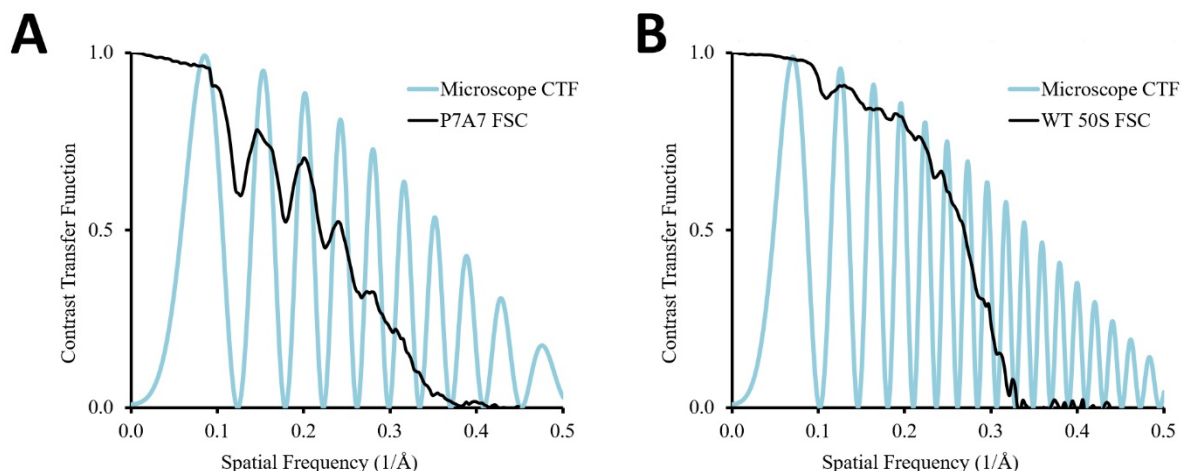 A
Microscope CTF
P7A7 FSC
Contrast Transfer Function
1.0
0.5
0.0
0.0 0.1 0.2 0.3 0.4 0.5
Spatial Frequency (1/Å)
B
Microscope CTF
WT 50S FSC
Contrast Transfer Function
1.0
0.5
0.0
0.0 0.1 0.2 0.3 0.4 0.5
Spatial Frequency (1/Å)